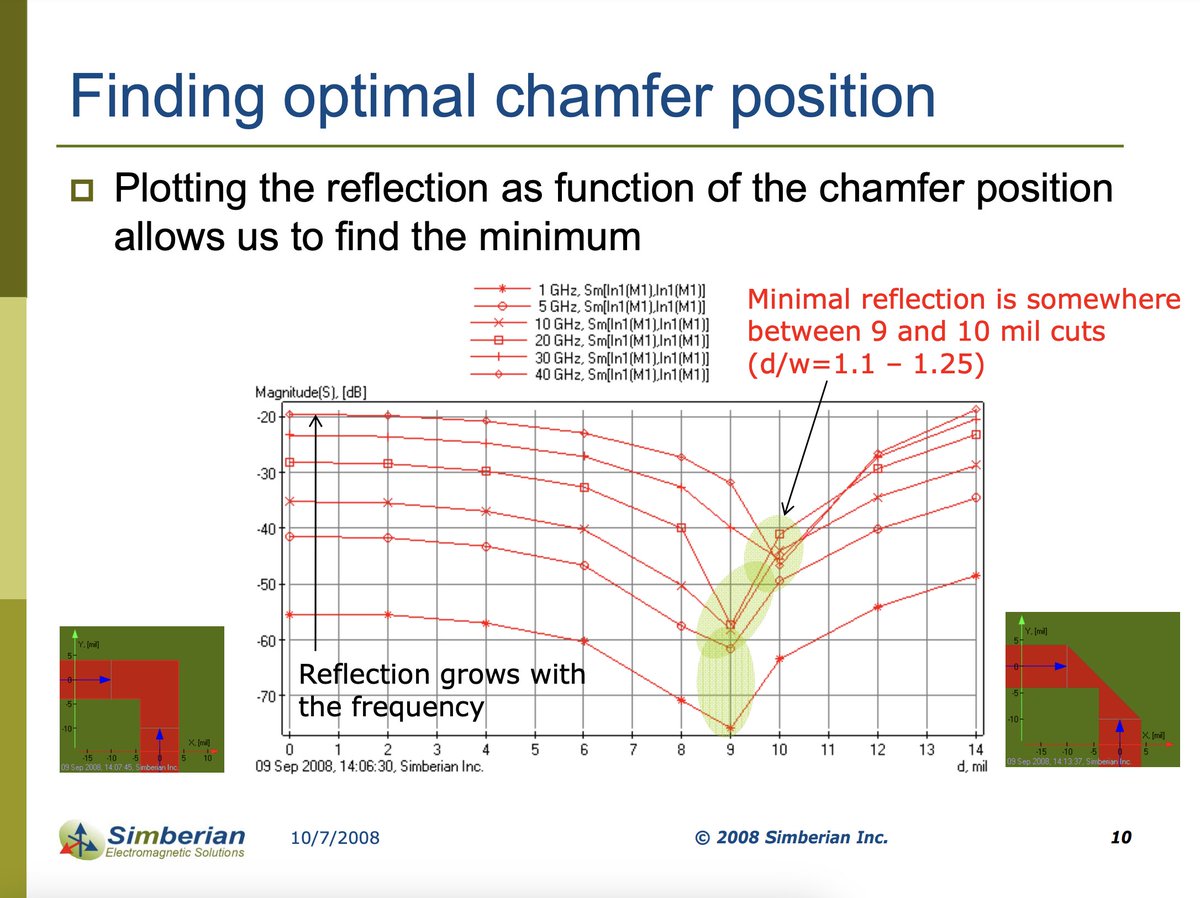 Finding optimal chamfer position
Plotting the reflection as function of the chamfer position
allows us to find the minimum
1 GHz, Sm[In1(M1),In1(M1)]
5 GHz, Sm[In1(M1),In1(M1)]
10 GHz, Sm[In1(M1),In1(M1)]
20 GHz, Sm[In1(M1),In1(M1)]
30 GHz, Sm[In1(M1),In1(M1)]
40 GHz, Sm[In1(M1),In1(M1)]
Minimal reflection is somewhere
between 9 and 10 mil cuts
(d/w=1.1 – 1.25)
Magnitude(S), [dB]
-20
-30
-40
-50
-60
-70
Reflection grows with
the frequency
0 1 2 3 4 5 6 7 8 9 10 11 12 13 14
09 Sep 2008, 14:06:30, Simberian Inc.
d, mil
Y, [mil]
5
0
-5
-10
X, [mil]
-15 -10 -5 0 5 10
09 Sep 2008, 14:07:45, Simberian Inc.
Y, [mil]
5
0
-5
-10
X, [mil]
-15 -10 -5 0 5
09 Sep 2008, 14:13:37, Simberian Inc.
Simberian
Electromagnetic Solutions
10/7/2008
© 2008 Simberian Inc.
10